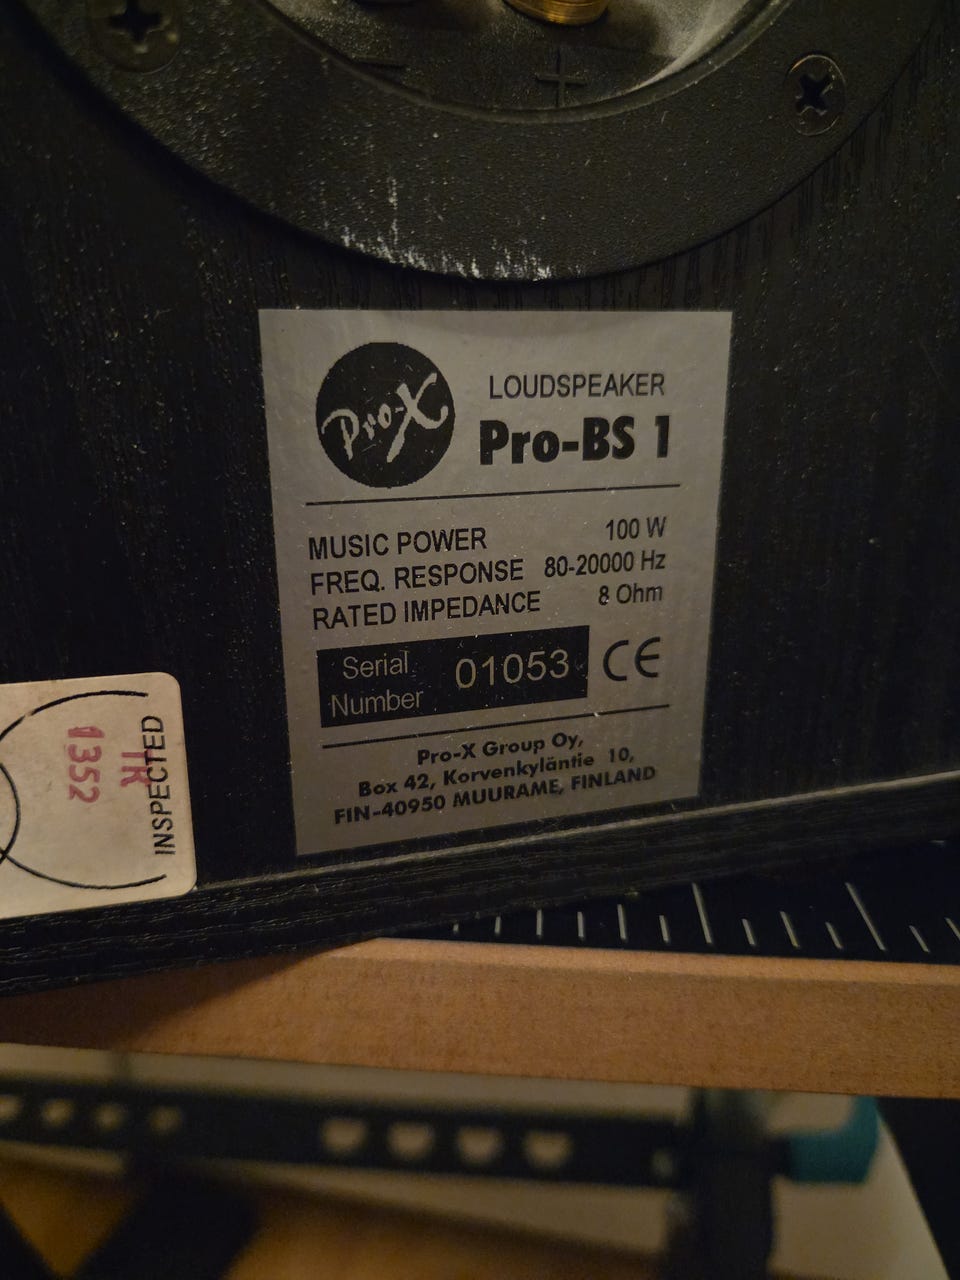 − +
Pro-X
LOUDSPEAKER
Pro-BS 1
MUSIC POWER 100 W
FREQ. RESPONSE 80-20000 Hz
RATED IMPEDANCE 8 Ohm
Serial Number 01053
CE
Pro-X Group Oy,
Box 42, Korvenkyläntie 10,
FIN-40950 MUURAME, FINLAND
1352
TR
INSPECTED